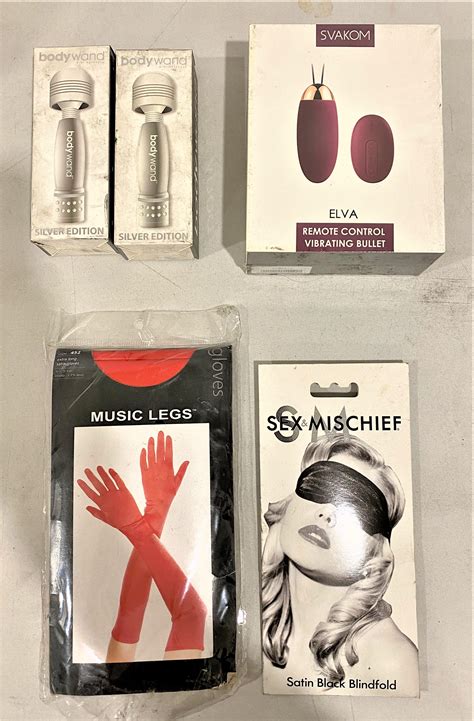 bodywand
bodywand
SILVER EDITION
bodywand
bodywand
SILVER EDITION
SVAKOM
ELVA
REMOTE CONTROL
VIBRATING BULLET
452
gloves
MUSIC LEGS
S&M
SEX & MISCHIEF
Satin Black Blindfold